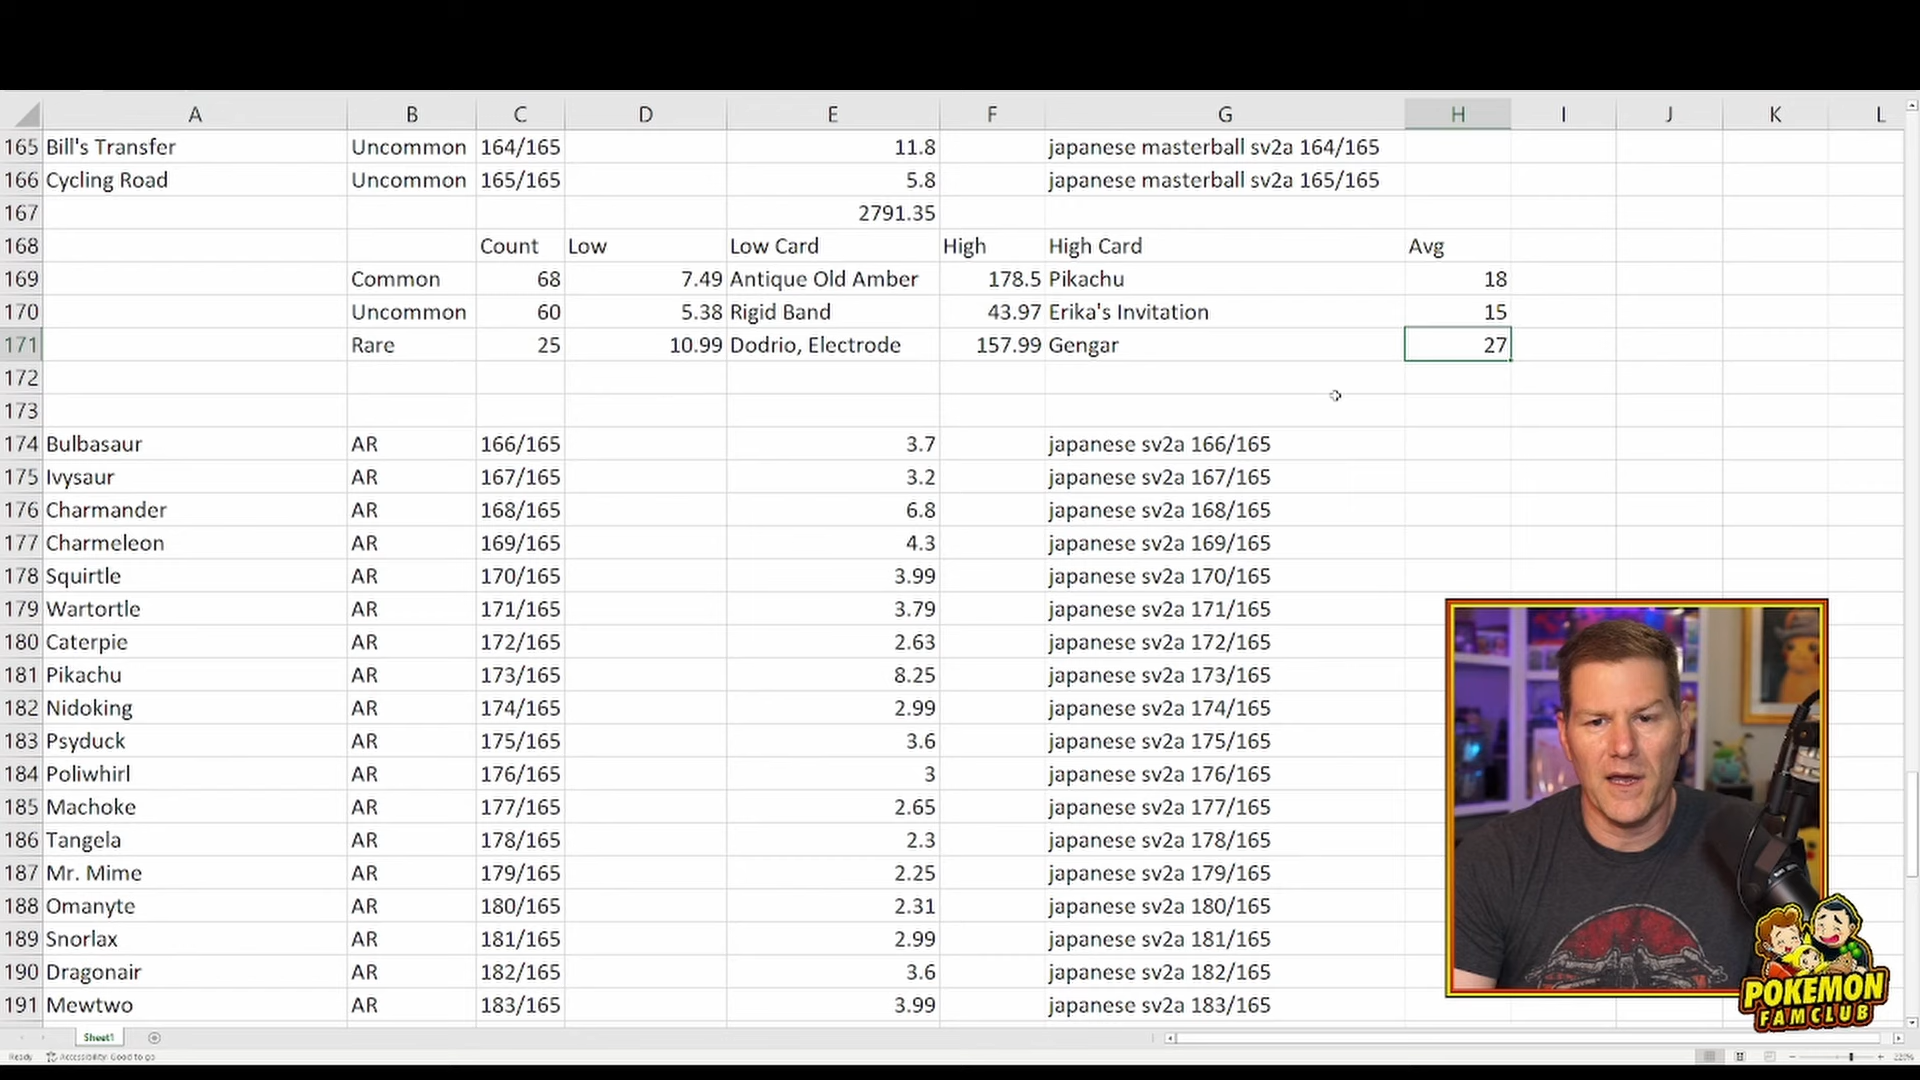 A B C D E F G H I J K L
165 Bill's Transfer Uncommon 164/165 11.8 japanese masterball sv2a 164/165
166 Cycling Road Uncommon 165/165 5.8 japanese masterball sv2a 165/165
167 2791.35
168 Count Low Low Card High High Card Avg
169 Common 68 7.49 Antique Old Amber 178.5 Pikachu 18
170 Uncommon 60 5.38 Rigid Band 43.97 Erika's Invitation 15
171 Rare 25 10.99 Dodrio, Electrode 157.99 Gengar 27
172
173
174 Bulbasaur AR 166/165 3.7 japanese sv2a 166/165
175 Ivysaur AR 167/165 3.2 japanese sv2a 167/165
176 Charmander AR 168/165 6.8 japanese sv2a 168/165
177 Charmeleon AR 169/165 4.3 japanese sv2a 169/165
178 Squirtle AR 170/165 3.99 japanese sv2a 170/165
179 Wartortle AR 171/165 3.79 japanese sv2a 171/165
180 Caterpie AR 172/165 2.63 japanese sv2a 172/165
181 Pikachu AR 173/165 8.25 japanese sv2a 173/165
182 Nidoking AR 174/165 2.99 japanese sv2a 174/165
183 Psyduck AR 175/165 3.6 japanese sv2a 175/165
184 Poliwhirl AR 176/165 3 japanese sv2a 176/165
185 Machoke AR 177/165 2.65 japanese sv2a 177/165
186 Tangela AR 178/165 2.3 japanese sv2a 178/165
187 Mr. Mime AR 179/165 2.25 japanese sv2a 179/165
188 Omanyte AR 180/165 2.31 japanese sv2a 180/165
189 Snorlax AR 181/165 2.99 japanese sv2a 181/165
190 Dragonair AR 182/165 3.6 japanese sv2a 182/165
191 Mewtwo AR 183/165 3.99 japanese sv2a 183/165
POKEMON
FAMCLUB
Sheet1
Ready Accessibility: Good to go